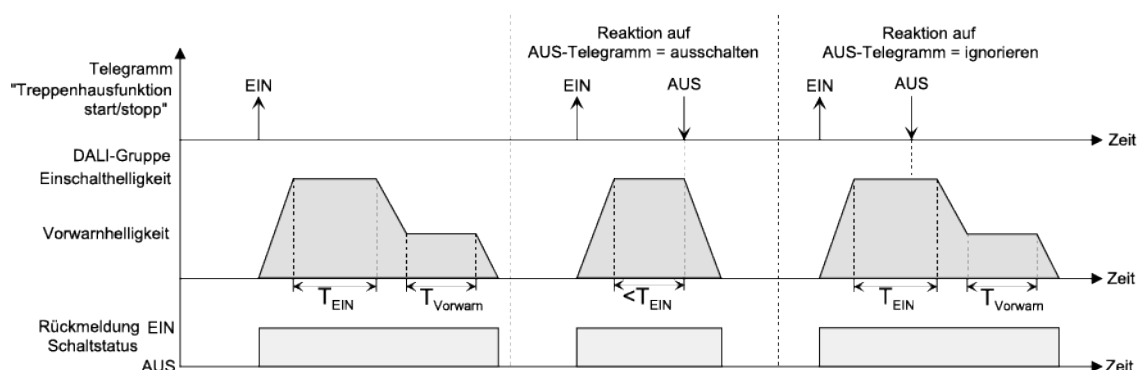 Reaktion auf
AUS-Telegramm = ausschalten
Reaktion auf
AUS-Telegramm = ignorieren
Telegramm
"Treppenhausfunktion
start/stopp"
EIN
EIN
AUS
EIN
AUS
Zeit
DALI-Gruppe
Einschalthelligkeit
Vorwarnhelligkeit
Zeit
TEIN
TVorwarn
<TEIN
TEIN
TVorwarn
Rückmeldung EIN
Schaltstatus
AUS
Zeit